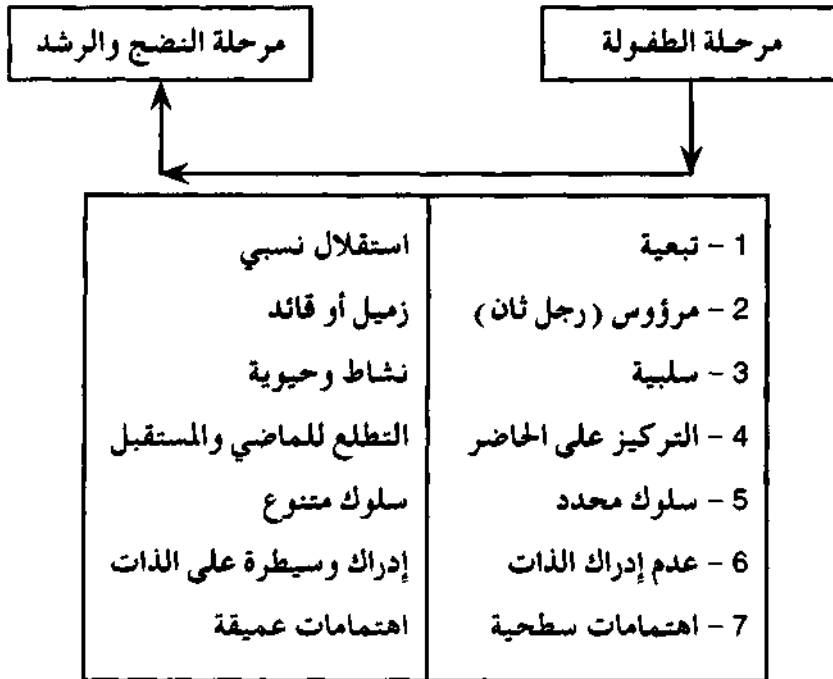 مرحلة الطفولة
مرحلة النضج والرشد
1 - تبعية
استقلال نسبي
2 - مرؤوس (رجل ثان)
زميل أو قائد
3 - سلبية
نشاط وحيوية
4 - التركيز على الحاضر
التطلع للماضي والمستقبل
5 - سلوك محدد
سلوك متنوع
6 - عدم إدراك الذات
إدراك وسيطرة على الذات
7 - اهتمامات سطحية
اهتمامات عميقة